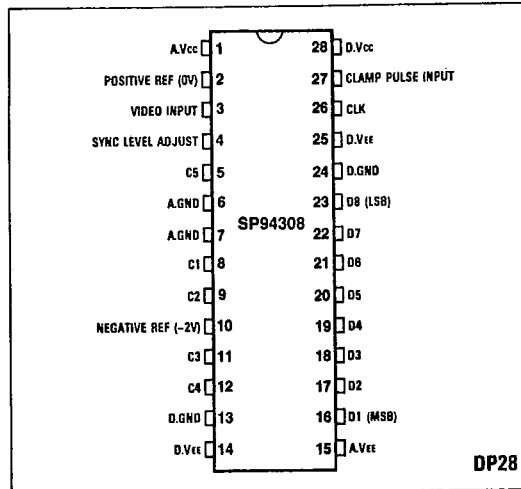 A.Vcc 1 28 D.Vcc
POSITIVE REF (0V) 2 27 CLAMP PULSE INPUT
VIDEO INPUT 3 26 CLK
SYNC LEVEL ADJUST 4 25 D.VEE
C5 5 24 D.GND
A.GND 6 23 D8 (LSB)
SP94308
A.GND 7 22 D7
C1 8 21 D6
C2 9 20 D5
NEGATIVE REF (-2V) 10 19 D4
C3 11 18 D3
C4 12 17 D2
D.GND 13 16 D1 (MSB)
D.VEE 14 15 A.VEE
DP28